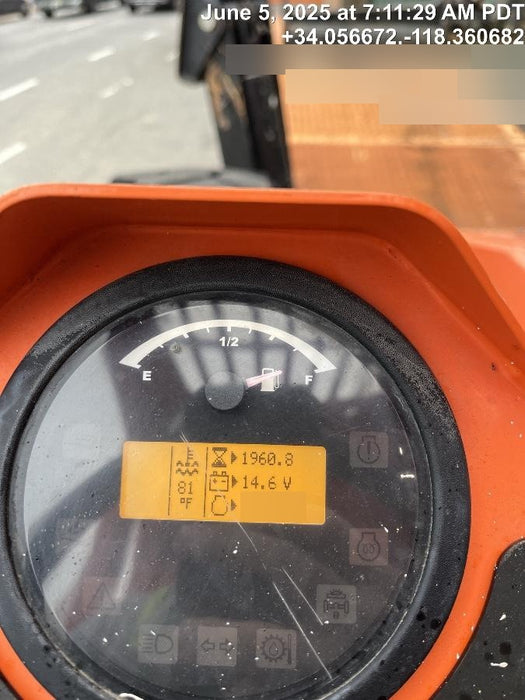 June 5, 2025 at 7:11:29 AM PDT
+34.056672,-118.360682
1/2
E
F
1960.8
81
14.6 V
°F